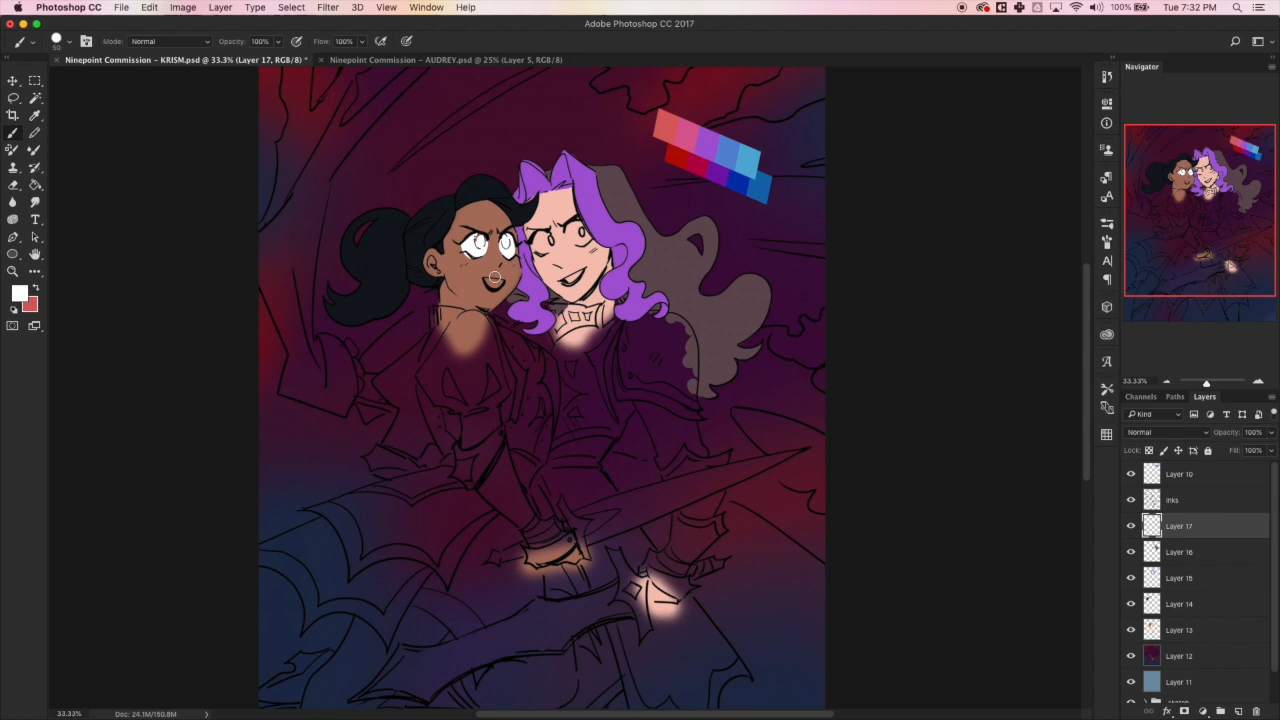 Photoshop CC File Edit Image Layer Type Select Filter 3D View Window Help 100% Tue 7:32 PM
Adobe Photoshop CC 2017
50 Mode: Normal Opacity: 100% Flow: 100%
Ninepoint Commission – KRISM.psd @ 33.3% (Layer 17, RGB/8) * Ninepoint Commission – AUDREY.psd @ 25% (Layer 5, RGB/8)
Navigator
33.33%
Channels Paths Layers
Kind
Normal Opacity: 100%
Lock: Fill: 100%
Layer 10
inks
Layer 17
Layer 16
Layer 15
Layer 14
Layer 13
Layer 12
Layer 11
33.33% Doc: 24.1M/150.8M